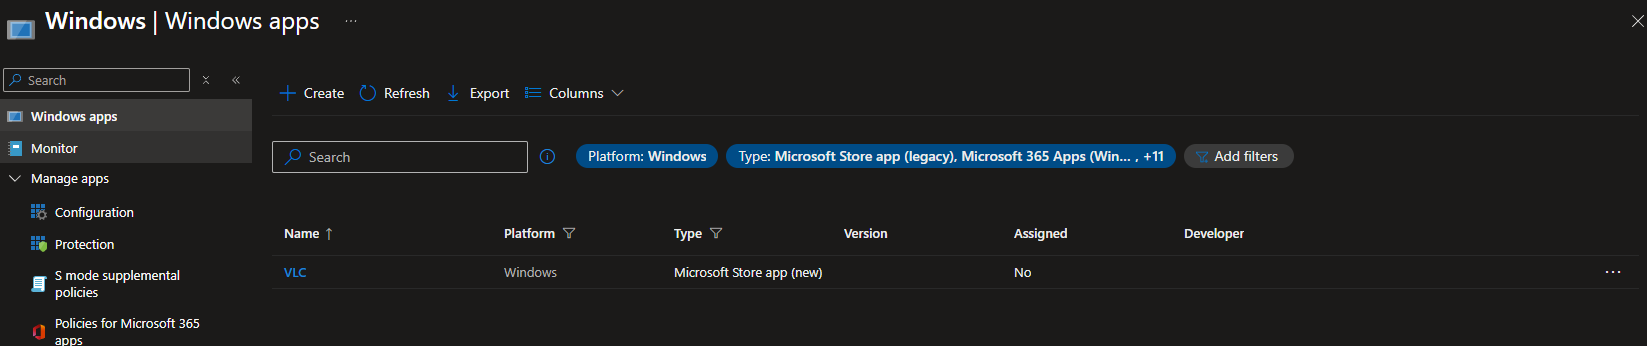 Windows | Windows apps ...
Search
Windows apps
Monitor
Manage apps
Configuration
Protection
S mode supplemental
policies
Policies for Microsoft 365
apps
Create Refresh Export Columns
Search Platform: Windows Type: Microsoft Store app (legacy), Microsoft 365 Apps (Win... , +11 Add filters
Name ↑ Platform Type Version Assigned Developer
VLC Windows Microsoft Store app (new) No ...